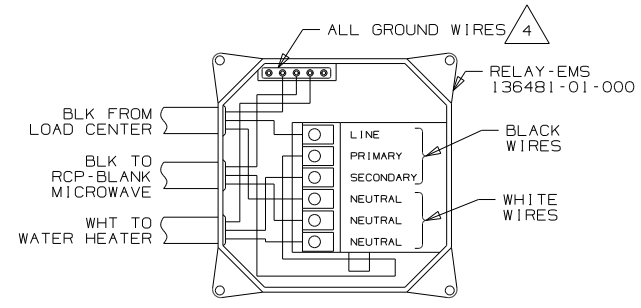 ALL GROUND WIRES 4
RELAY-EMS
136481-01-000
BLK FROM
LOAD CENTER
BLK TO
RCP-BLANK
MICROWAVE
WHT TO
WATER HEATER
LINE
PRIMARY
SECONDARY
NEUTRAL
NEUTRAL
NEUTRAL
BLACK
WIRES
WHITE
WIRES